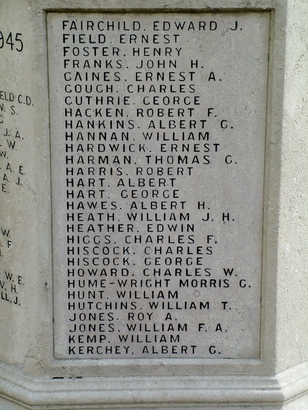 1945
FAIRCHILD. EDWARD J.
FIELD. ERNEST
FOSTER. HENRY
FRANKS. JOHN H.
GAINES. ERNEST A.
GOUGH. CHARLES
GUTHRIE. GEORGE
HACKEN. ROBERT F.
HANKINS. ALBERT G.
HANNAN. WILLIAM
HARDWICK. ERNEST
HARMAN. THOMAS G.
HARRIS. ROBERT
HART. ALBERT
HART. GEORGE
HAWES. ALBERT H.
HEATH. WILLIAM J. H.
HEATHER. EDWIN
HIGGS. CHARLES F.
HISCOCK. CHARLES
HISCOCK. GEORGE
HOWARD. CHARLES W.
HUME-WRIGHT MORRIS G.
HUNT. WILLIAM
HUTCHINS. WILLIAM T.
JONES. ROY A.
JONES. WILLIAM F. A.
KEMP. WILLIAM
KERCHEY. ALBERT G.